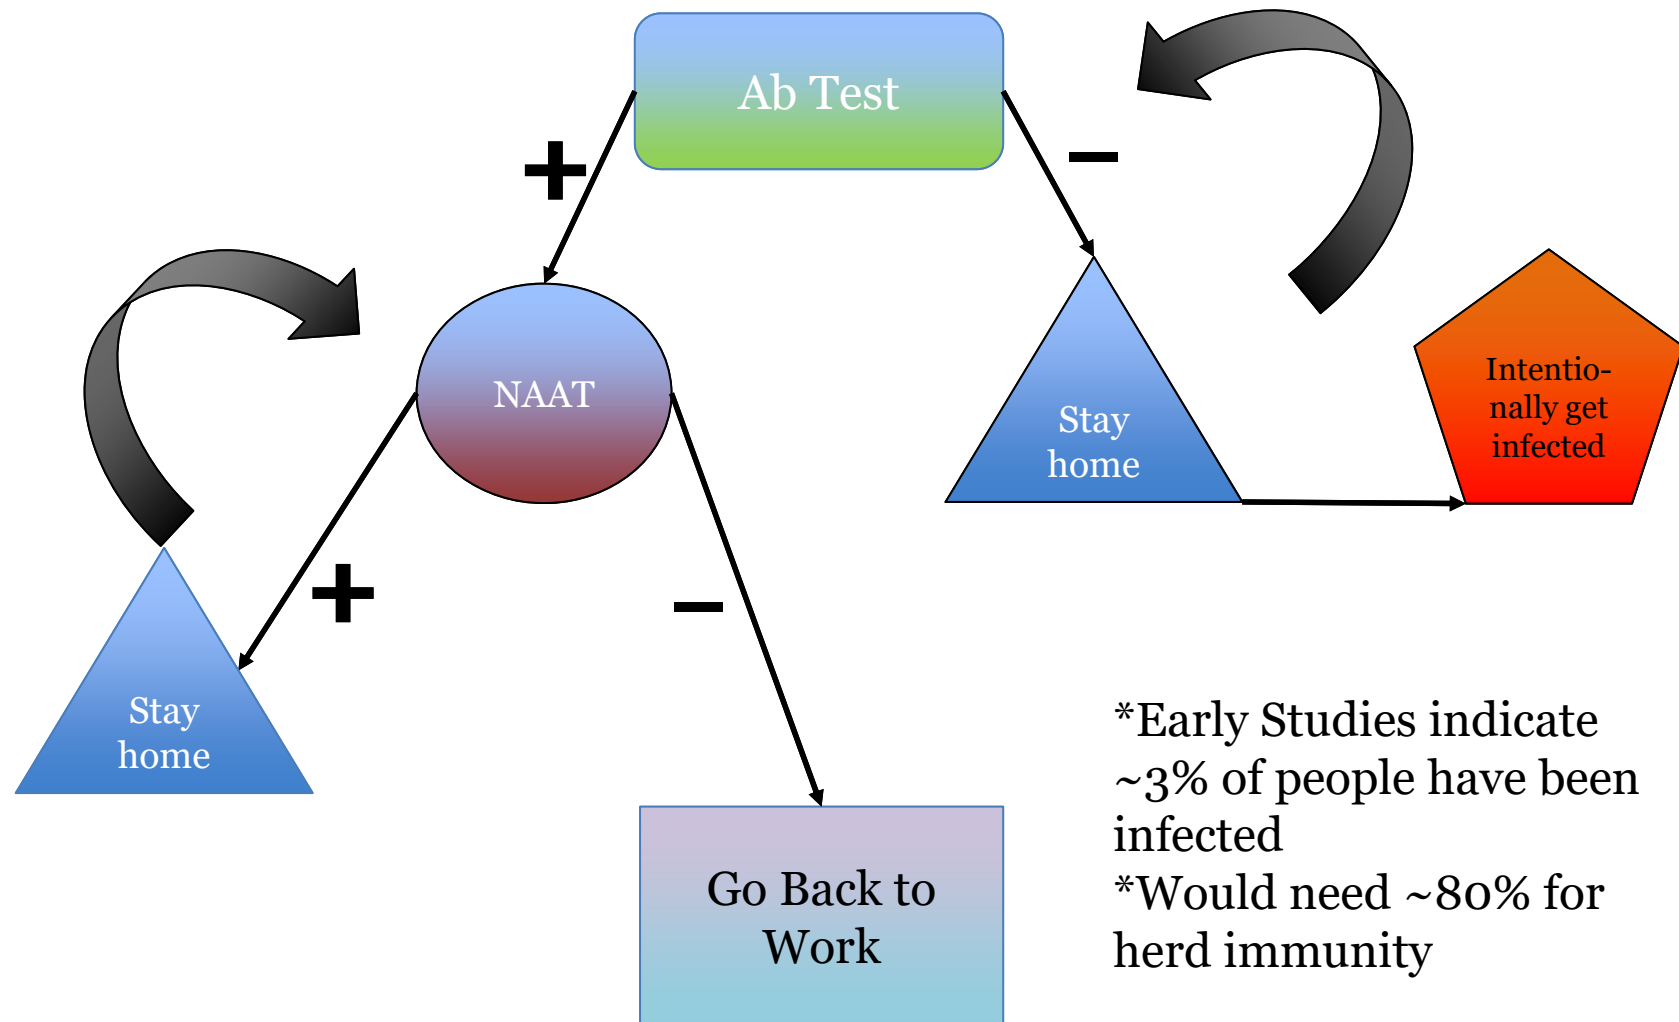 Ab Test
+
–
NAAT
Stay
home
Intentio-
nally get
infected
+
–
Stay
home
Go Back to
Work
*Early Studies indicate
~3% of people have been
infected
*Would need ~80% for
herd immunity